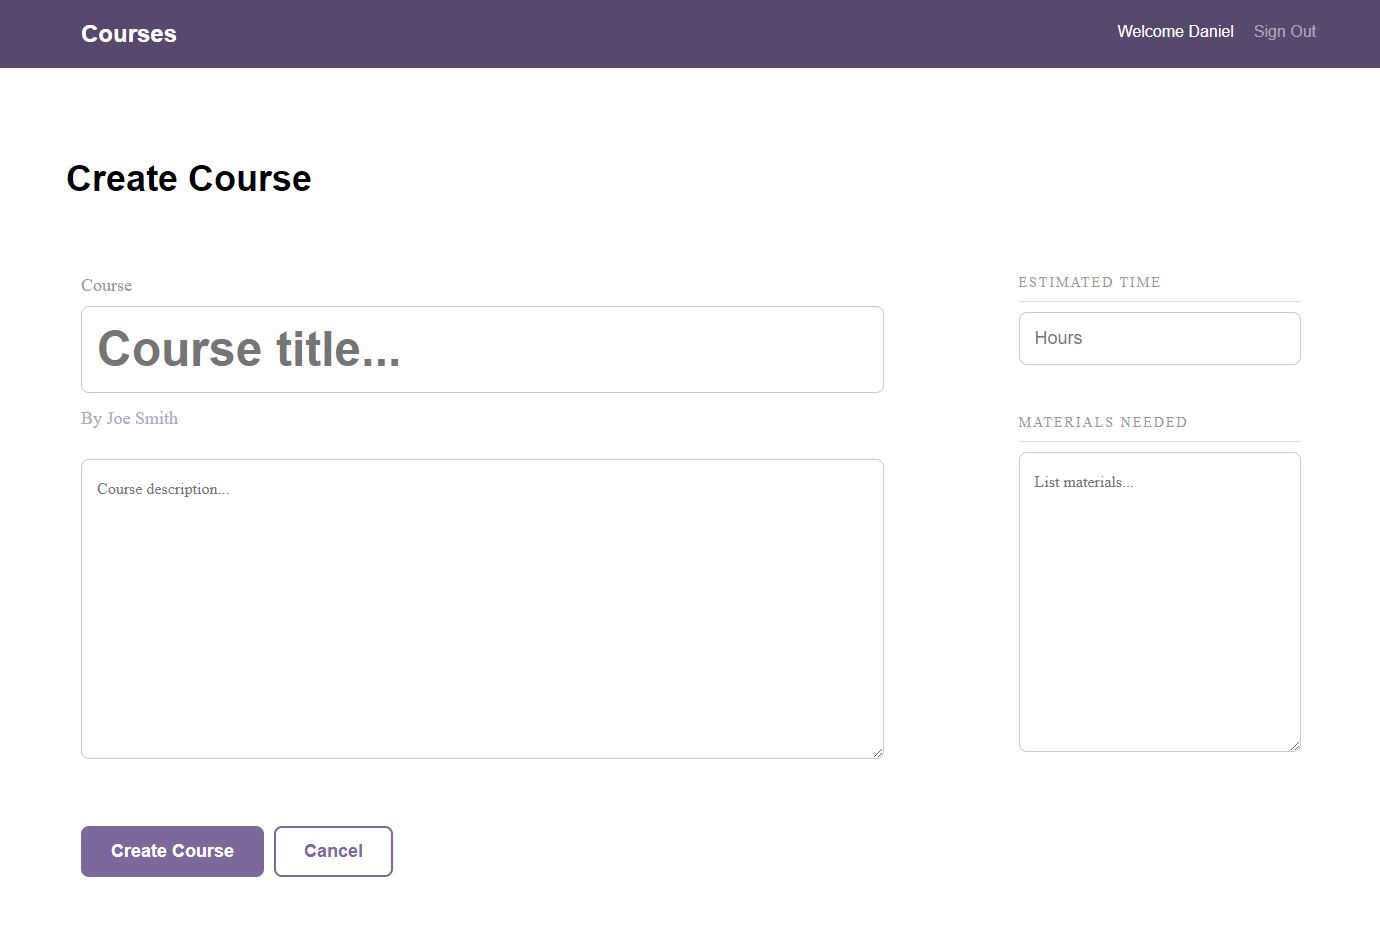 Courses
Welcome Daniel Sign Out
Create Course
Course
Course title...
By Joe Smith
Course description...
ESTIMATED TIME
Hours
MATERIALS NEEDED
List materials...
Create Course
Cancel